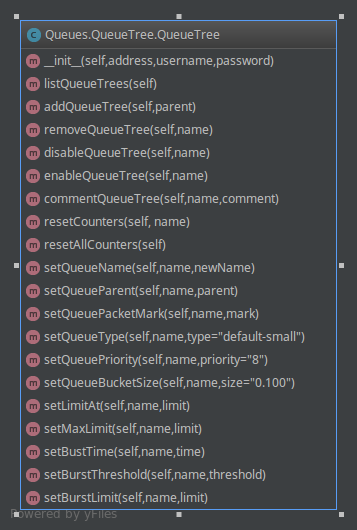 Queues.QueueTree.QueueTree
__init__(self,address,username,password)
listQueueTrees(self)
addQueueTree(self,parent)
removeQueueTree(self,name)
disableQueueTree(self,name)
enableQueueTree(self,name)
commentQueueTree(self,name,comment)
resetCounters(self, name)
resetAllCounters(self)
setQueueName(self,name,newName)
setQueueParent(self,name,parent)
setQueuePacketMark(self,name,mark)
setQueueType(self,name,type="default-small")
setQueuePriority(self,name,priority="8")
setQueueBucketSize(self,name,size="0.100")
setLimitAt(self,name,limit)
setMaxLimit(self,name,limit)
setBustTime(self,name,time)
setBurstThreshold(self,name,threshold)
setBurstLimit(self,name,limit)
Powered by yFiles